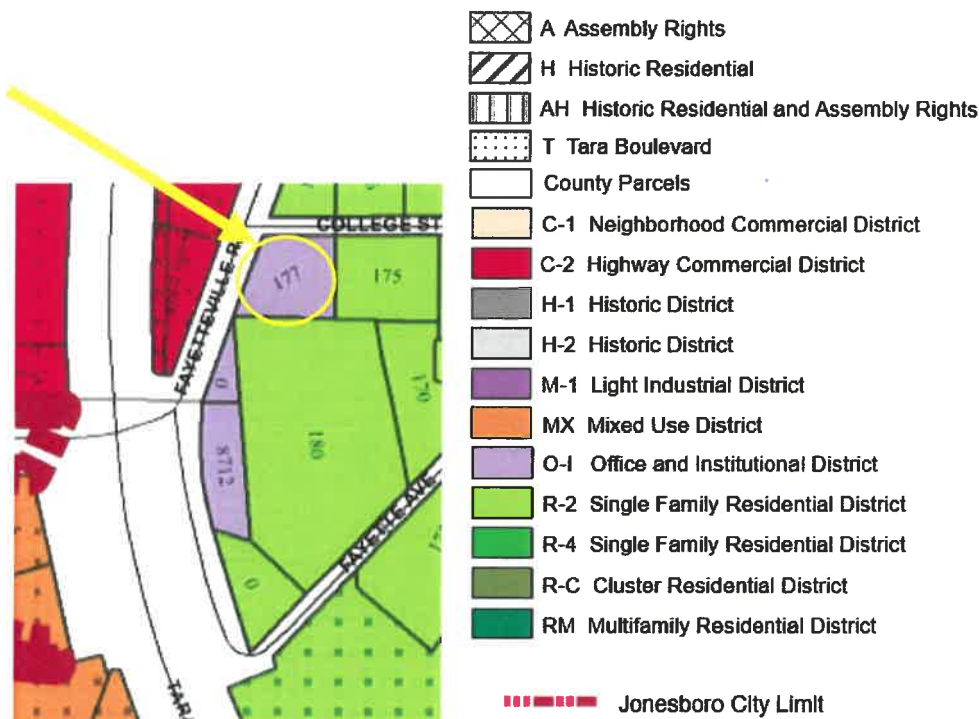 A Assembly Rights
H Historic Residential
AH Historic Residential and Assembly Rights
T Tara Boulevard
County Parcels
C-1 Neighborhood Commercial District
C-2 Highway Commercial District
H-1 Historic District
H-2 Historic District
M-1 Light Industrial District
MX Mixed Use District
O-I Office and Institutional District
R-2 Single Family Residential District
R-4 Single Family Residential District
R-C Cluster Residential District
RM Multifamily Residential District
Jonesboro City Limit
COLLEGE ST
FAYETTEVILLE R
177
175
0
170
180
8712
FAYETTE AVE
0
TARA